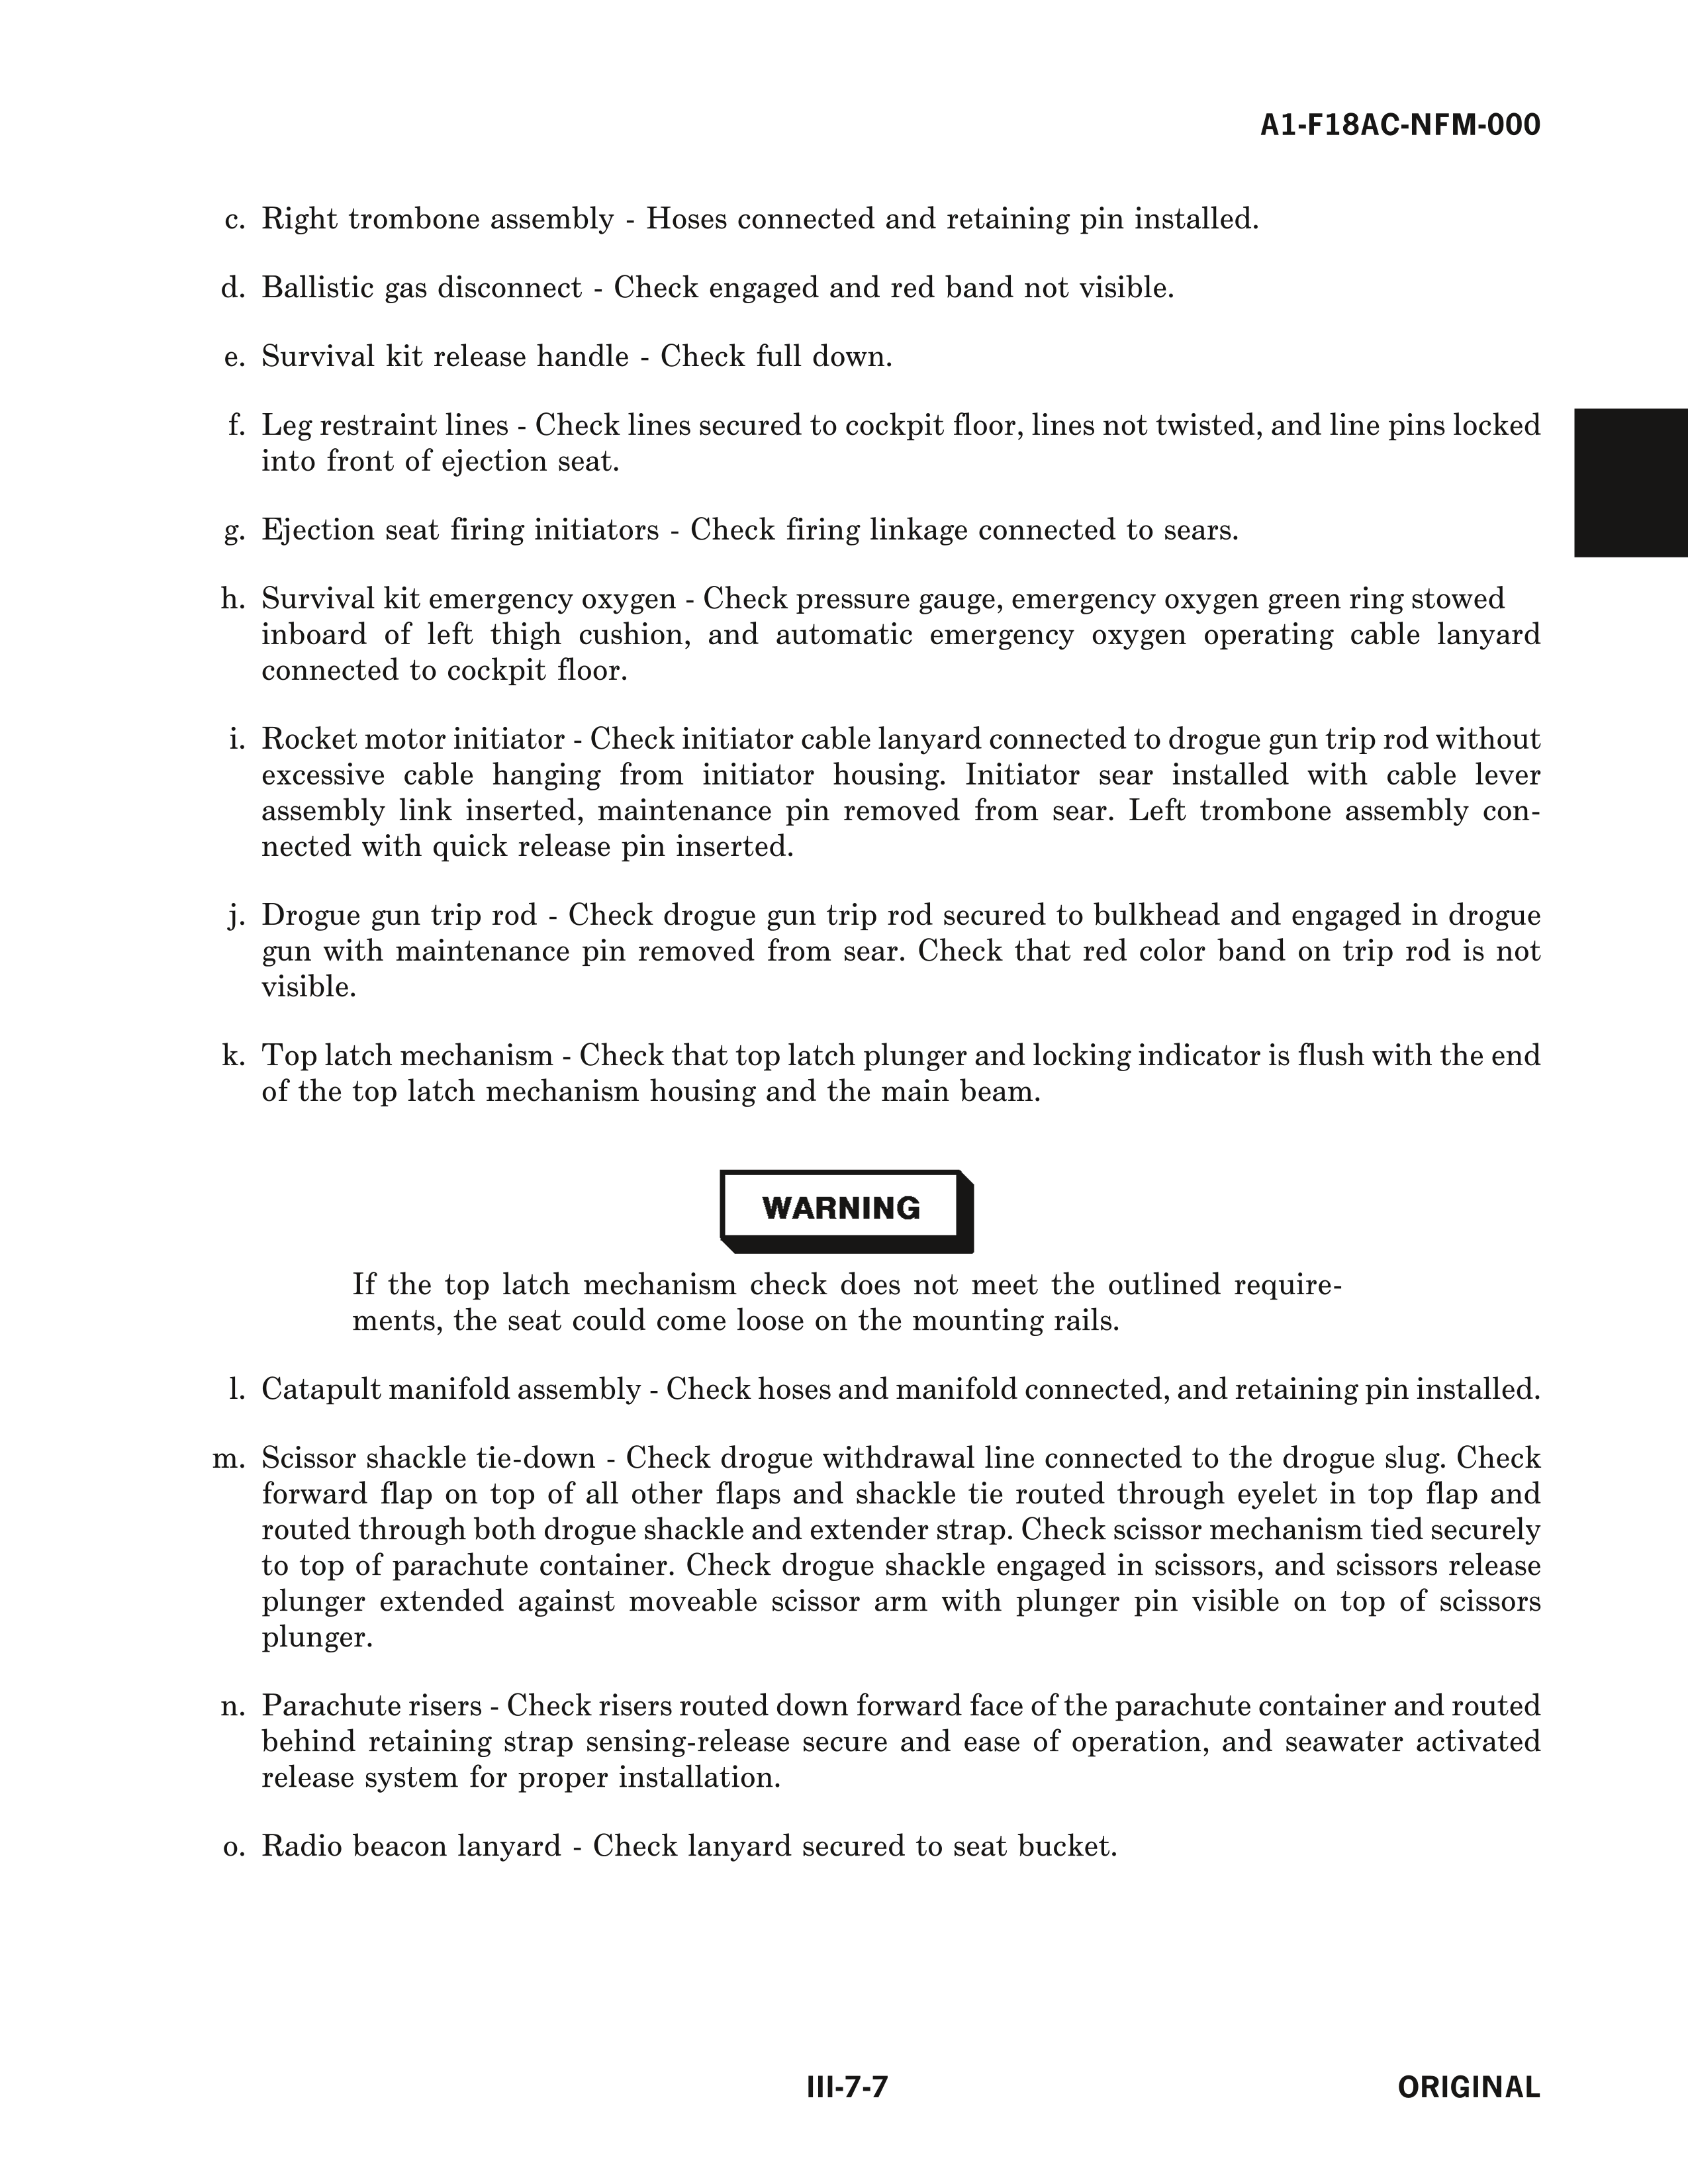 A1-F18AC-NFM-000
c. Right trombone assembly - Hoses connected and retaining pin installed.
d. Ballistic gas disconnect - Check engaged and red band not visible.
e. Survival kit release handle - Check full down.
f. Leg restraint lines - Check lines secured to cockpit floor, lines not twisted, and line pins locked
into front of ejection seat.
g. Ejection seat firing initiators - Check firing linkage connected to sears.
h. Survival kit emergency oxygen - Check pressure gauge, emergency oxygen green ring stowed
inboard of left thigh cushion, and automatic emergency oxygen operating cable lanyard
connected to cockpit floor.
i. Rocket motor initiator - Check initiator cable lanyard connected to drogue gun trip rod without
excessive cable hanging from initiator housing. Initiator sear installed with cable lever
assembly link inserted, maintenance pin removed from sear. Left trombone assembly con-
nected with quick release pin inserted.
j. Drogue gun trip rod - Check drogue gun trip rod secured to bulkhead and engaged in drogue
gun with maintenance pin removed from sear. Check that red color band on trip rod is not
visible.
k. Top latch mechanism - Check that top latch plunger and locking indicator is flush with the end
of the top latch mechanism housing and the main beam.
WARNING
If the top latch mechanism check does not meet the outlined require-
ments, the seat could come loose on the mounting rails.
l. Catapult manifold assembly - Check hoses and manifold connected, and retaining pin installed.
m. Scissor shackle tie-down - Check drogue withdrawal line connected to the drogue slug. Check
forward flap on top of all other flaps and shackle tie routed through eyelet in top flap and
routed through both drogue shackle and extender strap. Check scissor mechanism tied securely
to top of parachute container. Check drogue shackle engaged in scissors, and scissors release
plunger extended against moveable scissor arm with plunger pin visible on top of scissors
plunger.
n. Parachute risers - Check risers routed down forward face of the parachute container and routed
behind retaining strap sensing-release secure and ease of operation, and seawater activated
release system for proper installation.
o. Radio beacon lanyard - Check lanyard secured to seat bucket.
III-7-7
ORIGINAL